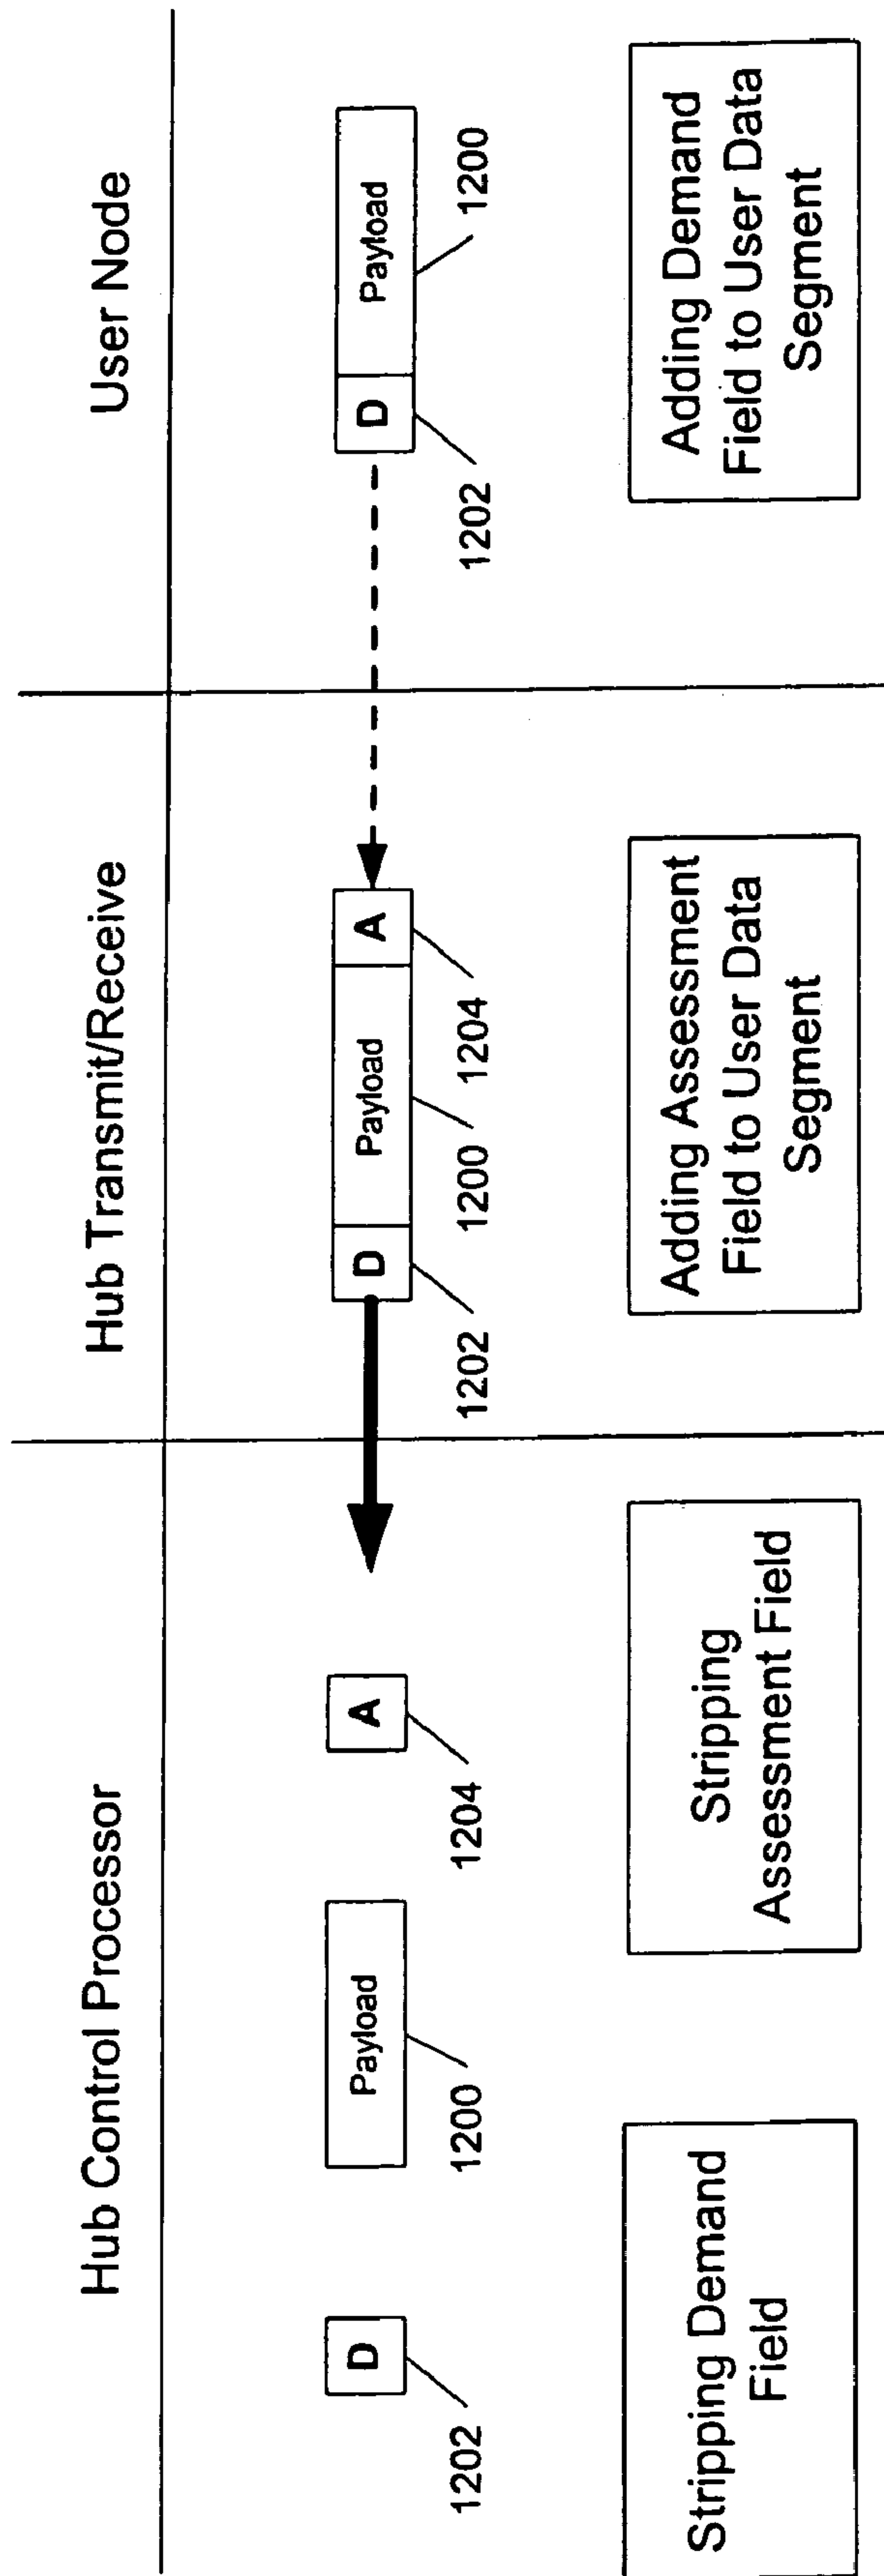 Hub Control Processor
Hub Transmit/Receive
User Node
D
Payload
A
D
Payload
A
D
Payload
1202
1200
1204
1202
1200
1204
1202
1200
Stripping Demand
Field
Stripping
Assessment Field
Adding Assessment
Field to User Data
Segment
Adding Demand
Field to User Data
Segment